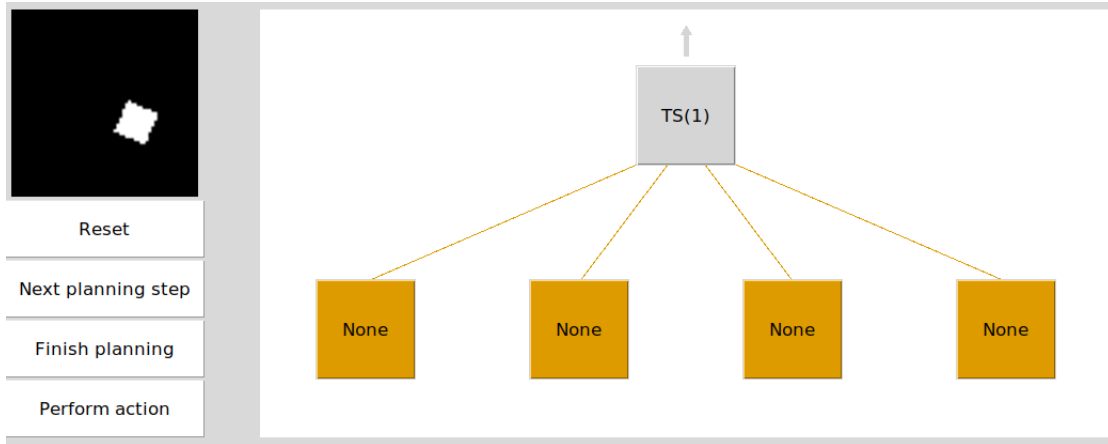 TS(1)
Reset
Next planning step
Finish planning
Perform action
None
None
None
None